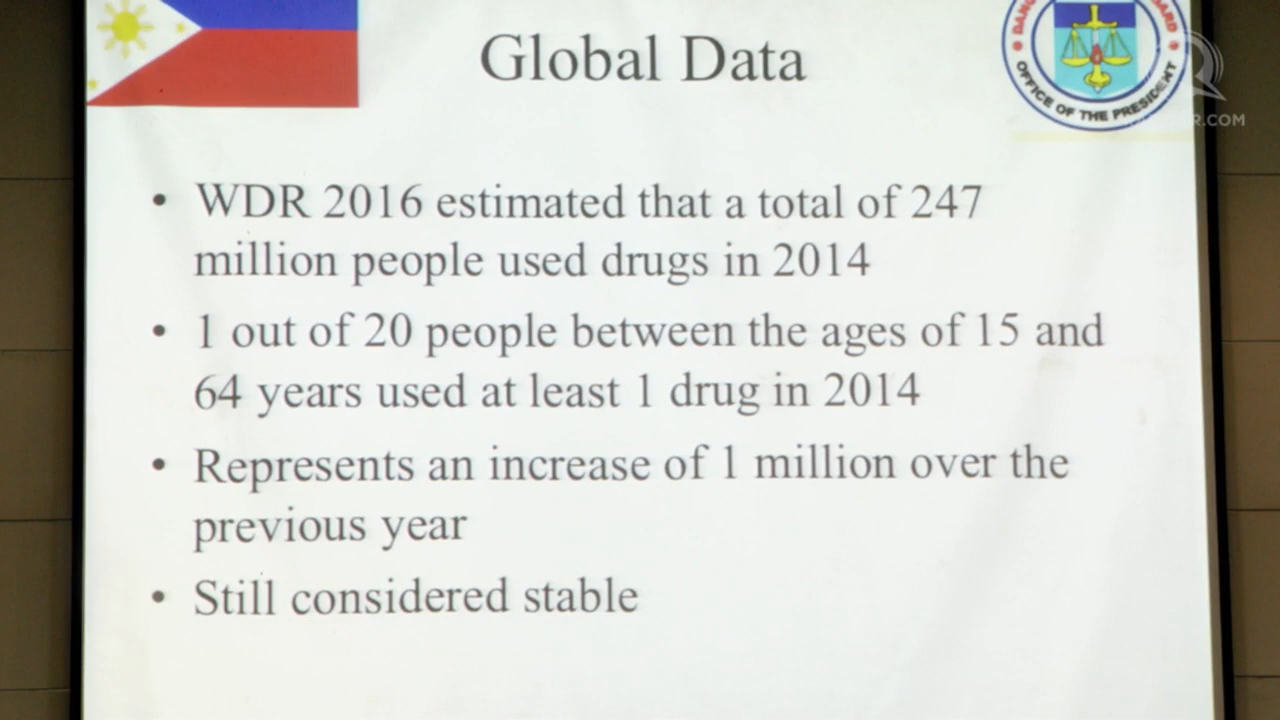 Global Data
OFFICE OF THE PRESIDENT
.COM
• WDR 2016 estimated that a total of 247
million people used drugs in 2014
• 1 out of 20 people between the ages of 15 and
64 years used at least 1 drug in 2014
• Represents an increase of 1 million over the
previous year
• Still considered stable